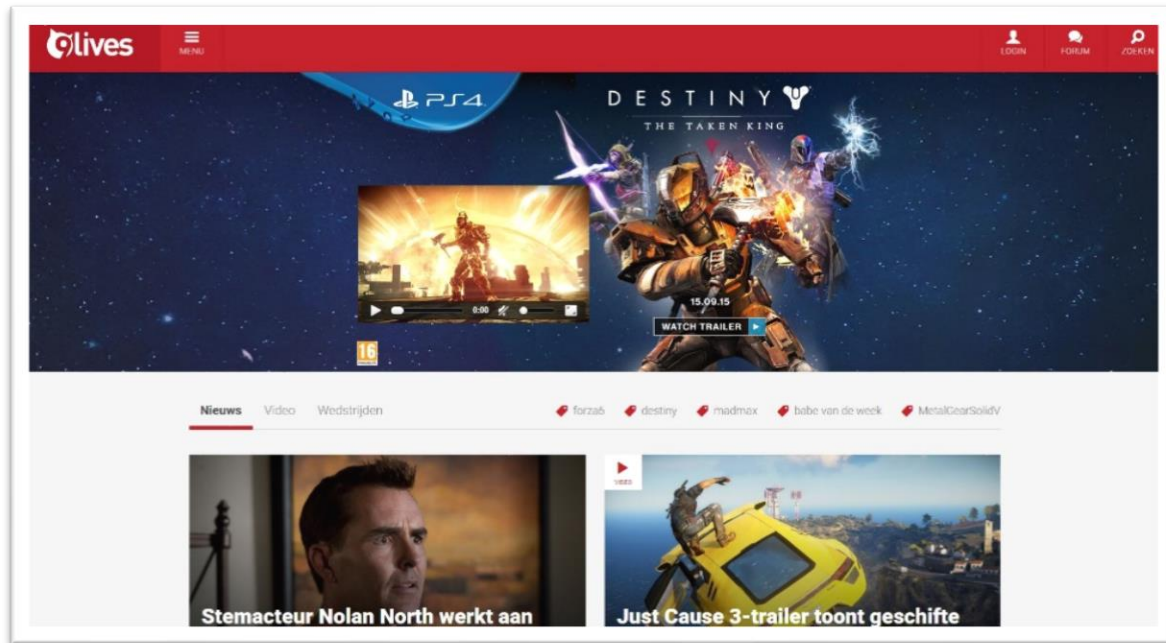 9lives
MENU
LOGIN
FORUM
ZOEKEN
PS4
DESTINY
THE TAKEN KING
0:00
15.09.15
WATCH TRAILER
16
Nieuws Video Wedstrijden
forza6 destiny madmax babe van de week MetalGearSolidV
VIDEO
Stemacteur Nolan North werkt aan
Just Cause 3-trailer toont geschifte